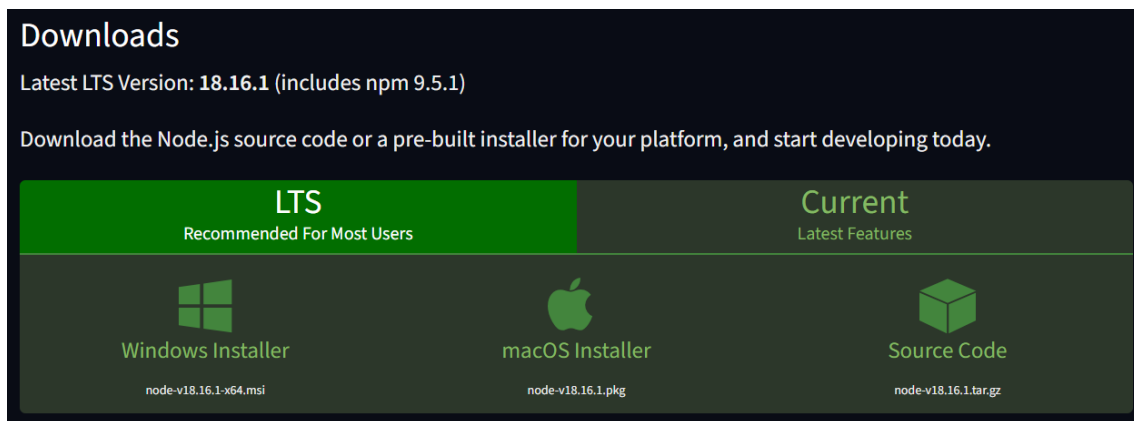 Downloads
Latest LTS Version: 18.16.1 (includes npm 9.5.1)
Download the Node.js source code or a pre-built installer for your platform, and start developing today.
LTS
Recommended For Most Users
Current
Latest Features
Windows Installer
node-v18.16.1-x64.msi
macOS Installer
node-v18.16.1.pkg
Source Code
node-v18.16.1.tar.gz